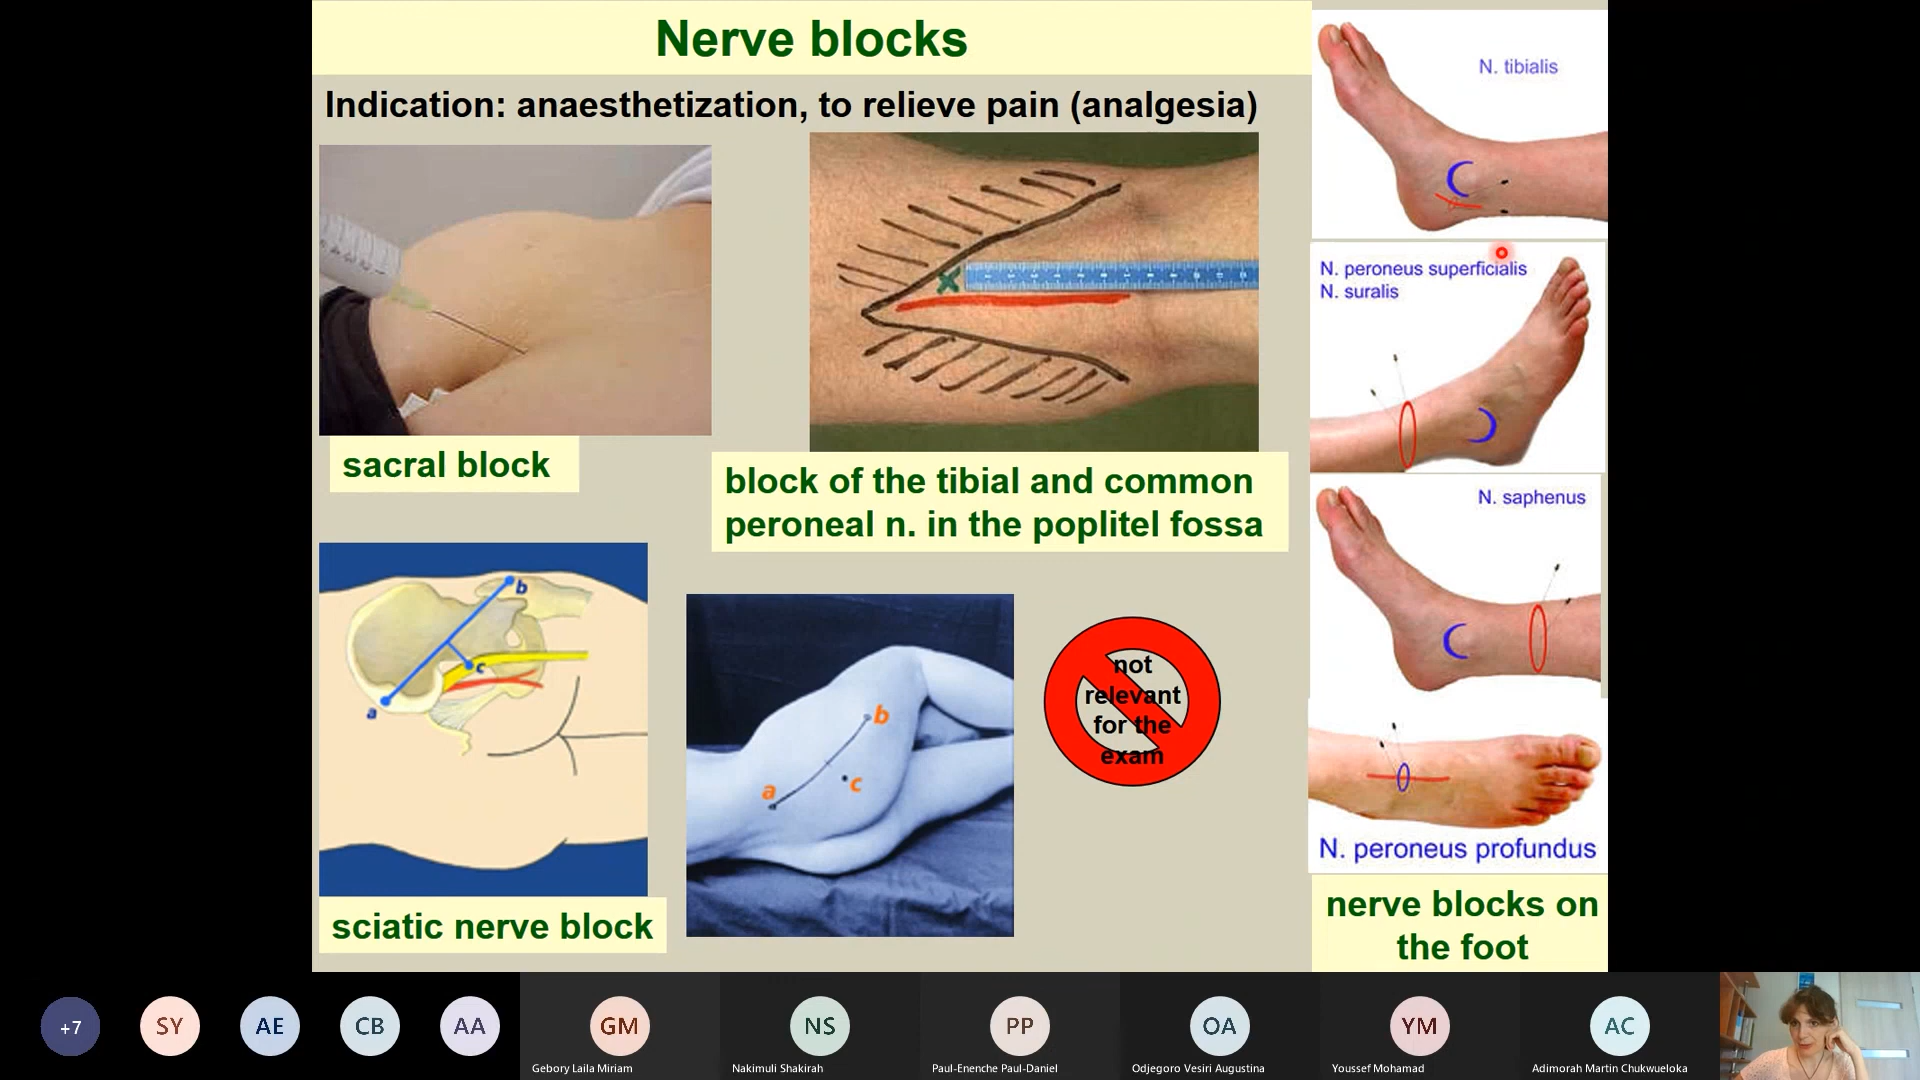 Nerve blocks
Indication: anaesthetization, to relieve pain (analgesia)
sacral block
block of the tibial and common
peroneal n. in the poplitel fossa
a
b
c
sciatic nerve block
a
b
c
not
relevant
for the
exam
N. tibialis
N. peroneus superficialis
N. suralis
N. saphenus
N. peroneus profundus
nerve blocks on
the foot
+7
SY
AE
CB
AA
GM
Gebory Laila Miriam
NS
Nakimuli Shakirah
PP
Paul-Enenche Paul-Daniel
OA
Odjegoro Vesiri Augustina
YM
Youssef Mohamad
AC
Adimorah Martin Chukwueloka